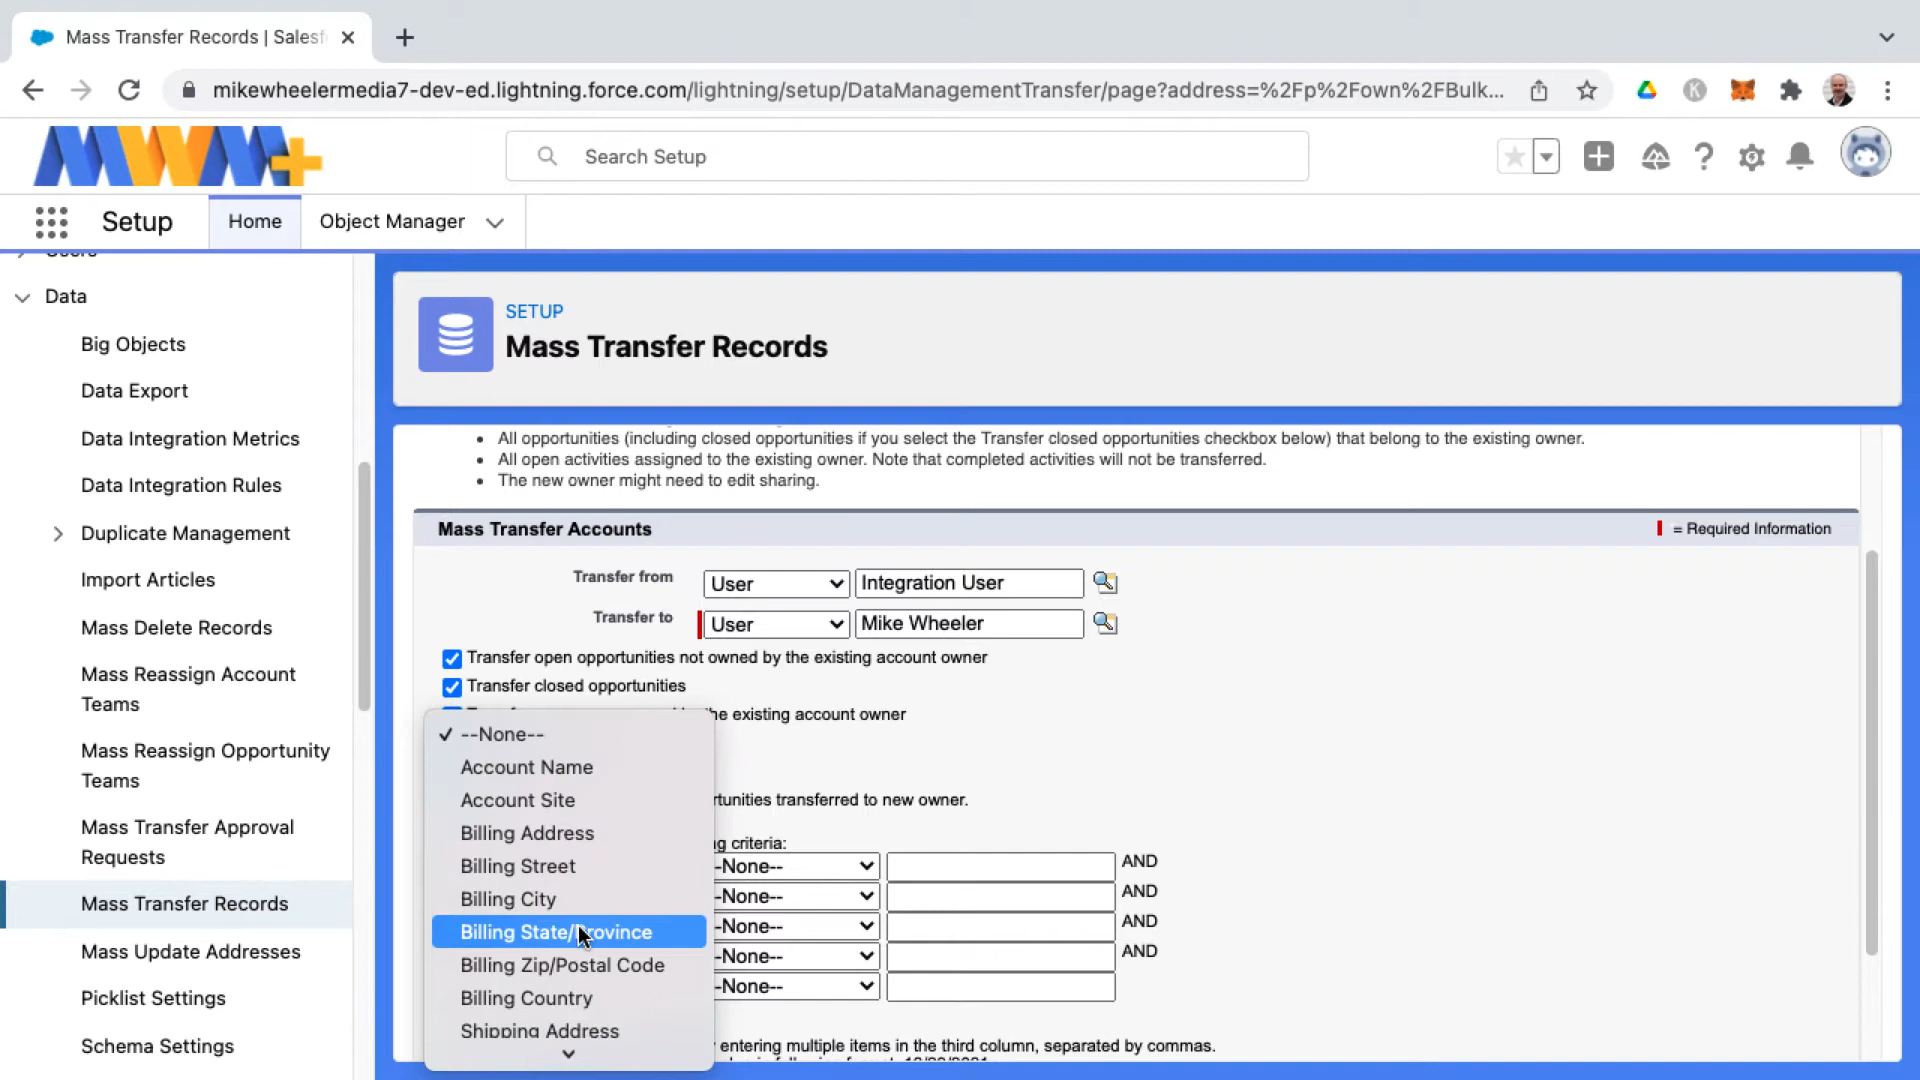 Mass Transfer Records | Salesf
mikewheelermedia7-dev-ed.lightning.force.com/lightning/setup/DataManagementTransfer/page?address=%2Fp%2Fown%2FBulk...
MWM+
Search Setup
Setup
Home
Object Manager
Users
Data
Big Objects
Data Export
Data Integration Metrics
Data Integration Rules
Duplicate Management
Import Articles
Mass Delete Records
Mass Reassign Account
Teams
Mass Reassign Opportunity
Teams
Mass Transfer Approval
Requests
Mass Transfer Records
Mass Update Addresses
Picklist Settings
Schema Settings
SETUP
Mass Transfer Records
• All opportunities (including closed opportunities if you select the Transfer closed opportunities checkbox below) that belong to the existing owner.
• All open activities assigned to the existing owner. Note that completed activities will not be transferred.
• The new owner might need to edit sharing.
Mass Transfer Accounts
= Required Information
Transfer from User Integration User
Transfer to User Mike Wheeler
Transfer open opportunities not owned by the existing account owner
Transfer closed opportunities
he existing account owner
--None--
Account Name
Account Site
Billing Address
Billing Street
Billing City
Billing State/Province
Billing Zip/Postal Code
Billing Country
Shipping Address
rtunities transferred to new owner.
ng criteria:
-None-- AND
-None-- AND
-None-- AND
-None-- AND
-None--
entering multiple items in the third column, separated by commas.